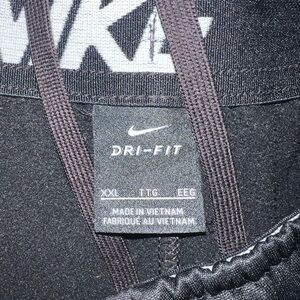 DRI-FIT
XXL TTG EEG
MADE IN VIETNAM
FABRIQUÉ AU VIETNAM